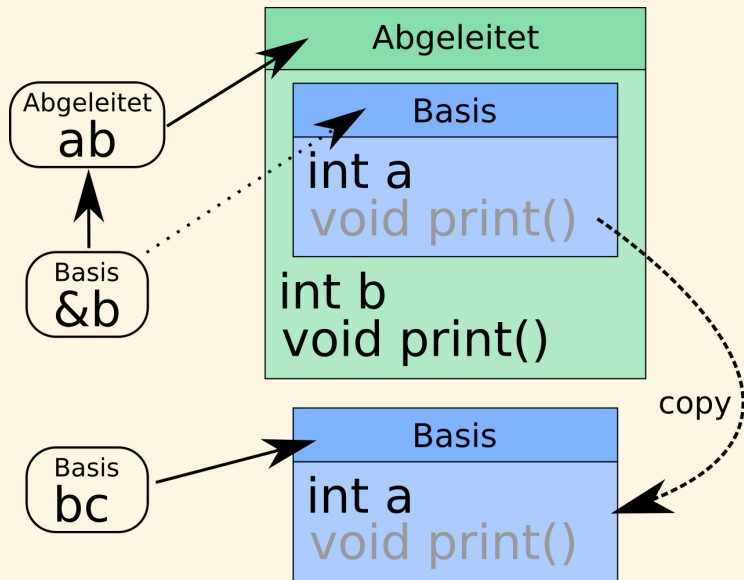 Abgeleitet
Basis
Abgeleitet
ab
int a
void print()
Basis
&b
int b
void print()
copy
Basis
Basis
bc
int a
void print()